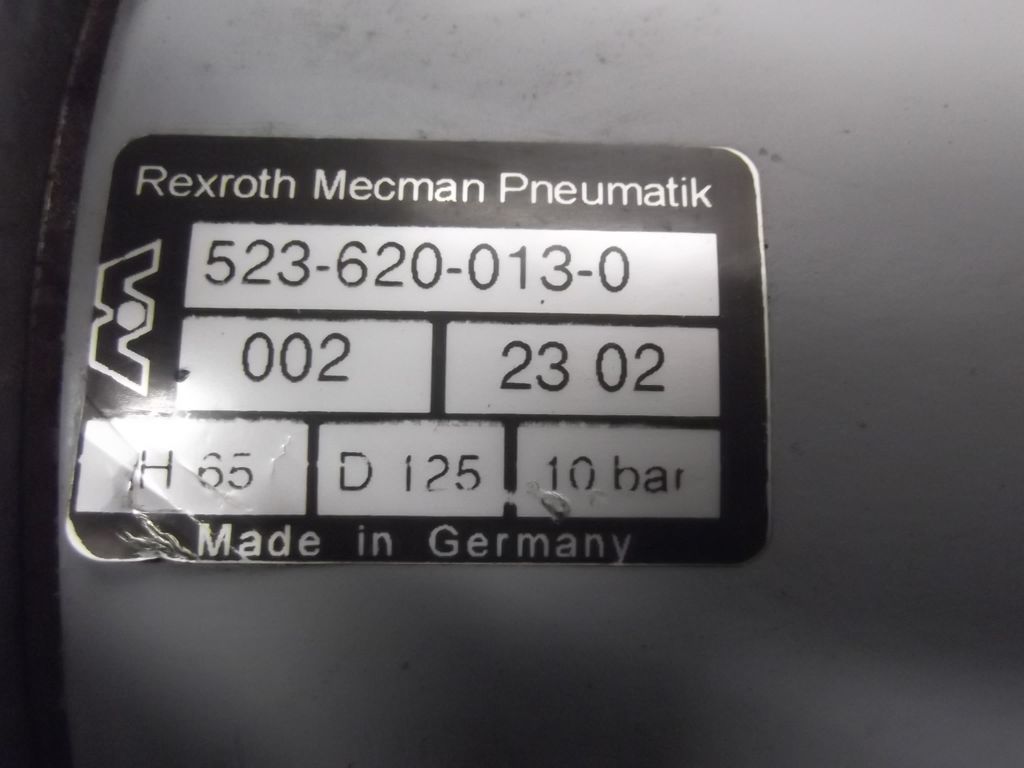 Rexroth Mecman Pneumatik
523-620-013-0
002 23 02
H 65 D 125 10 bar
Made in Germany